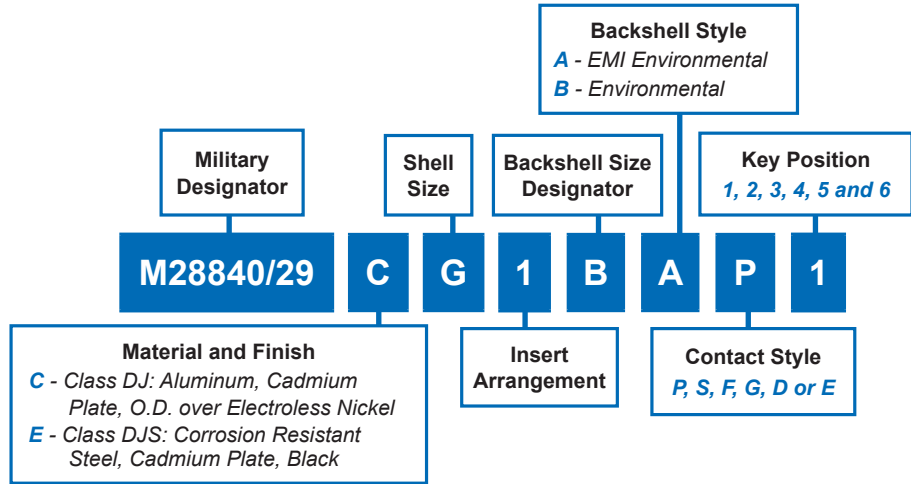 Backshell Style
A - EMI Environmental
B - Environmental
Military
Designator
Shell
Size
Backshell Size
Designator
Key Position
1, 2, 3, 4, 5 and 6
M28840/29 C G 1 B A P 1
Material and Finish
C - Class DJ: Aluminum, Cadmium
Plate, O.D. over Electroless Nickel
E - Class DJS: Corrosion Resistant
Steel, Cadmium Plate, Black
Insert
Arrangement
Contact Style
P, S, F, G, D or E